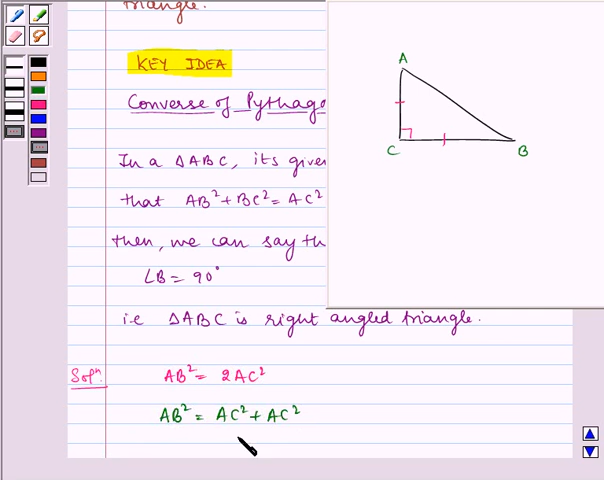 triangle.
KEY IDEA
Converse of Pythago
In a ΔABC, its given
that AB²+BC²= AC²
then, we can say th
∠B = 90°
i.e ΔABC is right angled triangle.
Solⁿ. AB² = 2AC²
AB² = AC² + AC²
A
C
B